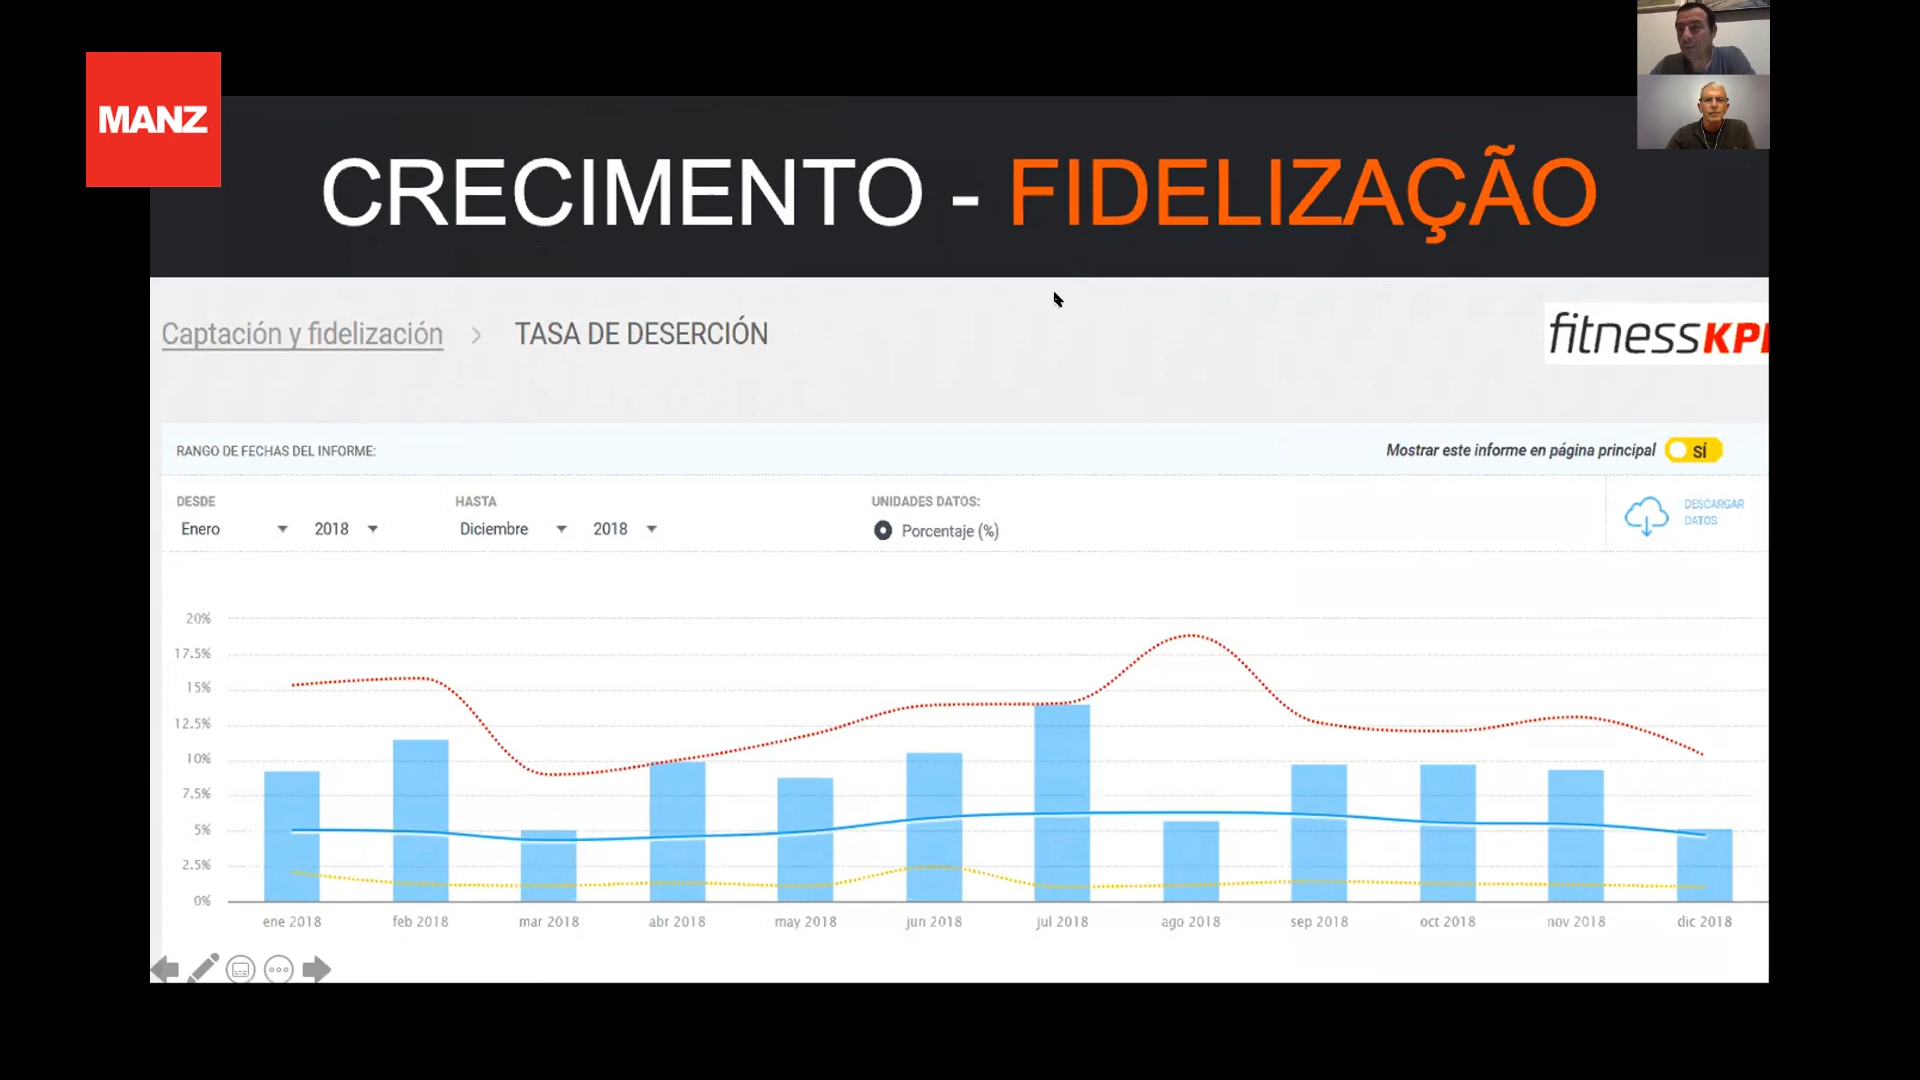 MANZ
CRECIMENTO - FIDELIZAÇÃO
Captación y fidelización > TASA DE DESERCIÓN
fitnessKPI
RANGO DE FECHAS DEL INFORME:
Mostrar este informe en página principal SÍ
DESDE HASTA UNIDADES DATOS:
Enero 2018 Diciembre 2018 Porcentaje (%)
DESCARGAR
DATOS
20%
17.5%
15%
12.5%
10%
7.5%
5%
2.5%
0%
ene 2018 feb 2018 mar 2018 abr 2018 may 2018 jun 2018 jul 2018 ago 2018 sep 2018 oct 2018 nov 2018 dic 2018